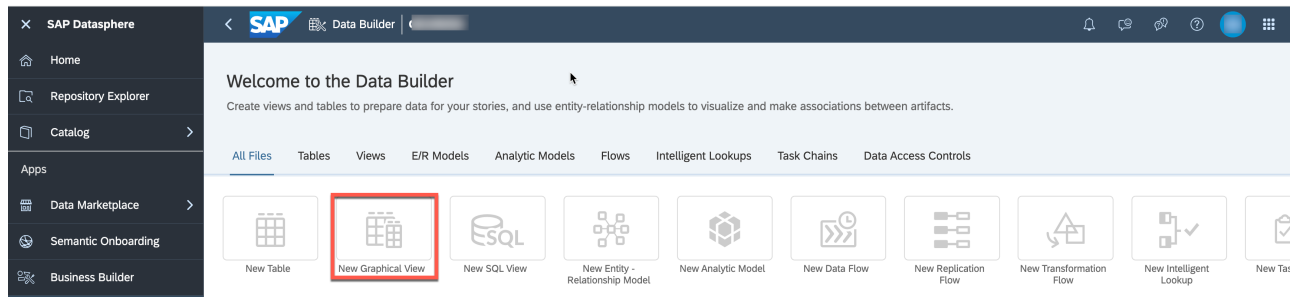 SAP Datasphere
SAP
Data Builder
Home
Repository Explorer
Catalog
Apps
Data Marketplace
Semantic Onboarding
Business Builder
Welcome to the Data Builder
Create views and tables to prepare data for your stories, and use entity-relationship models to visualize and make associations between artifacts.
All Files Tables Views E/R Models Analytic Models Flows Intelligent Lookups Task Chains Data Access Controls
SQL
New Table
New Graphical View
New SQL View
New Entity -
Relationship Model
New Analytic Model
New Data Flow
New Replication
Flow
New Transformation
Flow
New Intelligent
Lookup
New